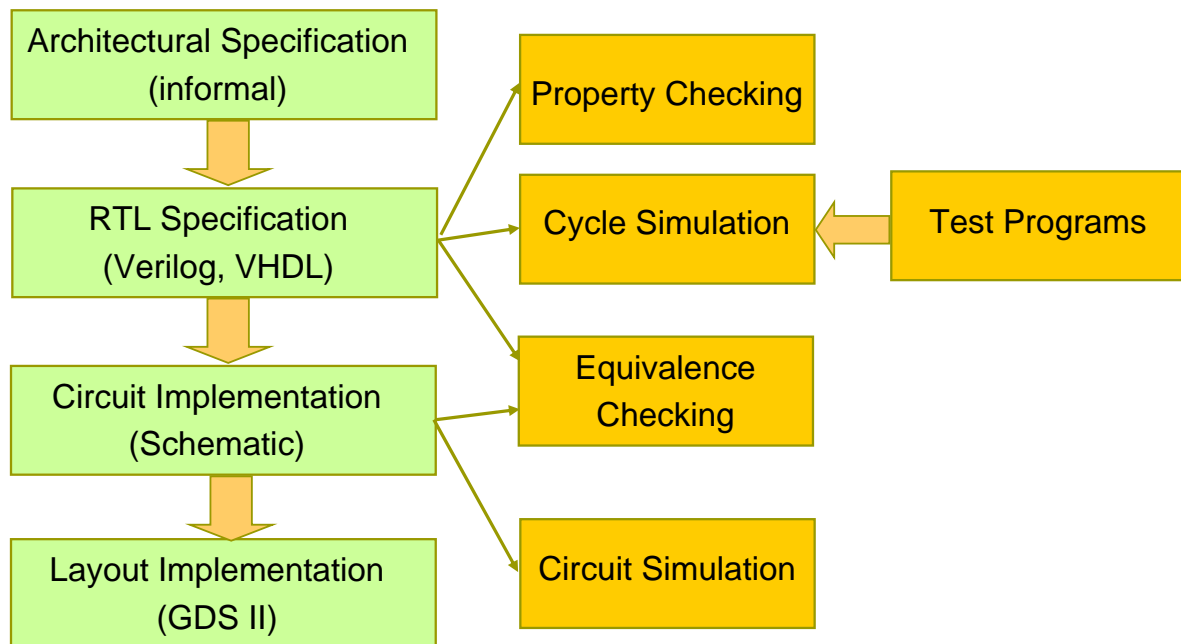 Architectural Specification
(informal)
Property Checking
RTL Specification
(Verilog, VHDL)
Cycle Simulation
Test Programs
Circuit Implementation
(Schematic)
Equivalence
Checking
Layout Implementation
(GDS II)
Circuit Simulation